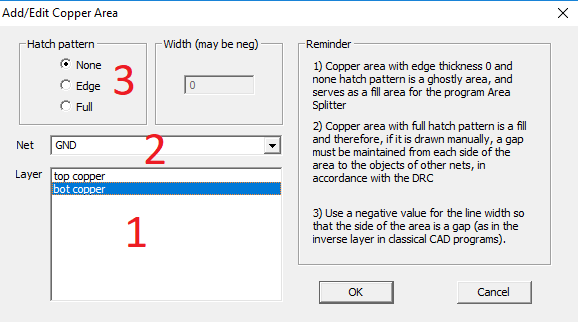 Add/Edit Copper Area
Hatch pattern
None
Edge
Full
3
Width (may be neg)
0
Net
GND
2
Layer
top copper
bot copper
1
Reminder
1) Copper area with edge thickness 0 and
none hatch pattern is a ghostly area, and
serves as a fill area for the program Area
Splitter
2) Copper area with full hatch pattern is a fill
and therefore, if it is drawn manually, a gap
must be maintained from each side of the
area to the objects of other nets, in
accordance with the DRC
3) Use a negative value for the line width so
that the side of the area is a gap (as in the
inverse layer in classical CAD programs).
OK
Cancel